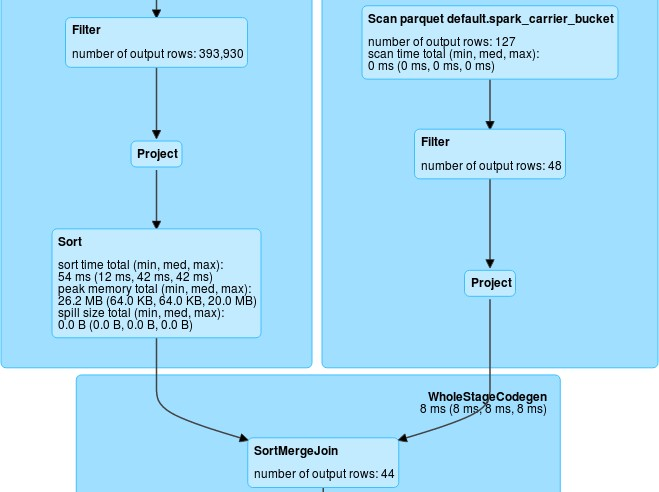 Filter
number of output rows: 393,930
Project
Sort
sort time total (min, med, max):
54 ms (12 ms, 42 ms, 42 ms)
peak memory total (min, med, max):
26.2 MB (64.0 KB, 64.0 KB, 20.0 MB)
spill size total (min, med, max):
0.0 B (0.0 B, 0.0 B, 0.0 B)
Scan parquet default.spark_carrier_bucket
number of output rows: 127
scan time total (min, med, max):
0 ms (0 ms, 0 ms, 0 ms)
Filter
number of output rows: 48
Project
WholeStageCodegen
8 ms (8 ms, 8 ms, 8 ms)
SortMergeJoin
number of output rows: 44